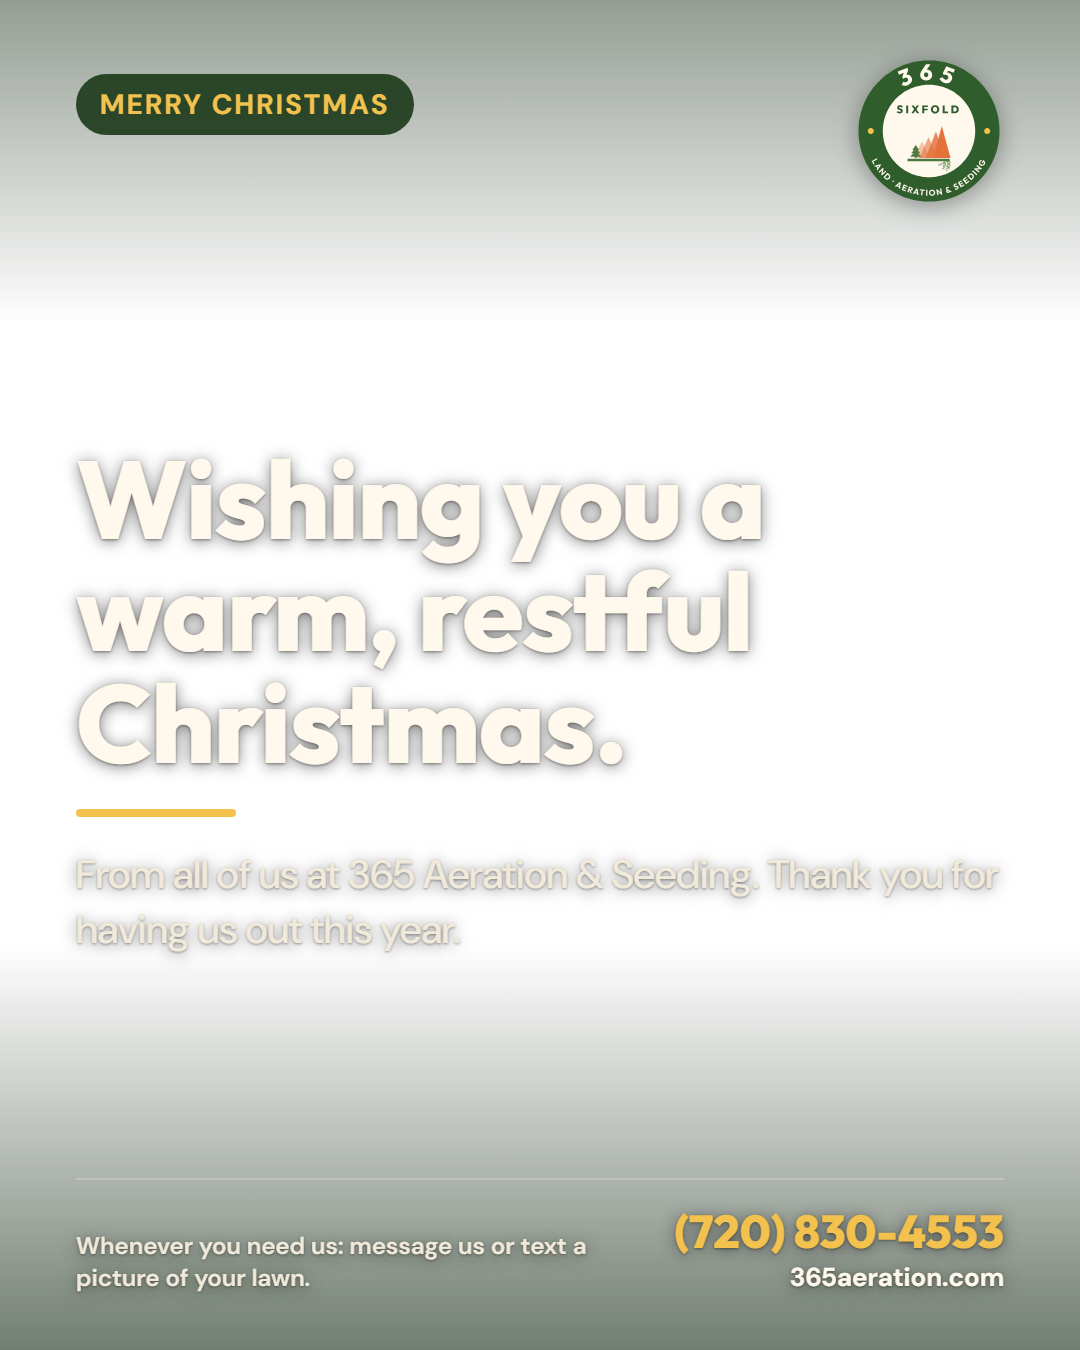 MERRY CHRISTMAS
365
SIXFOLD
LAND · AERATION & SEEDING
Wishing you a
warm, restful
Christmas.
From all of us at 365 Aeration & Seeding. Thank you for
having us out this year.
Whenever you need us: message us or text a
picture of your lawn.
(720) 830-4553
365aeration.com